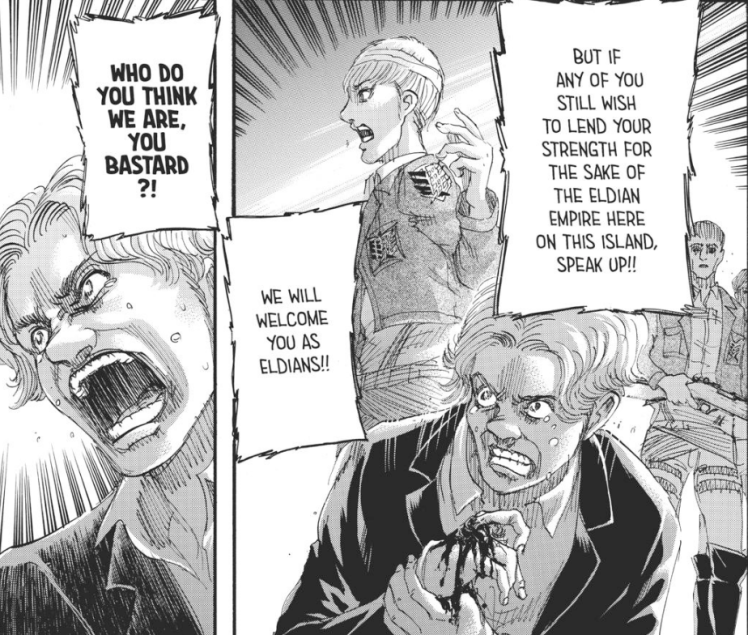 BUT IF
ANY OF YOU
STILL WISH
TO LEND YOUR
STRENGTH FOR
THE SAKE OF
THE ELDIAN
EMPIRE HERE
ON THIS ISLAND,
SPEAK UP!!
WE WILL
WELCOME
YOU AS
ELDIANS!!
WHO DO
YOU THINK
WE ARE,
YOU
BASTARD
?!